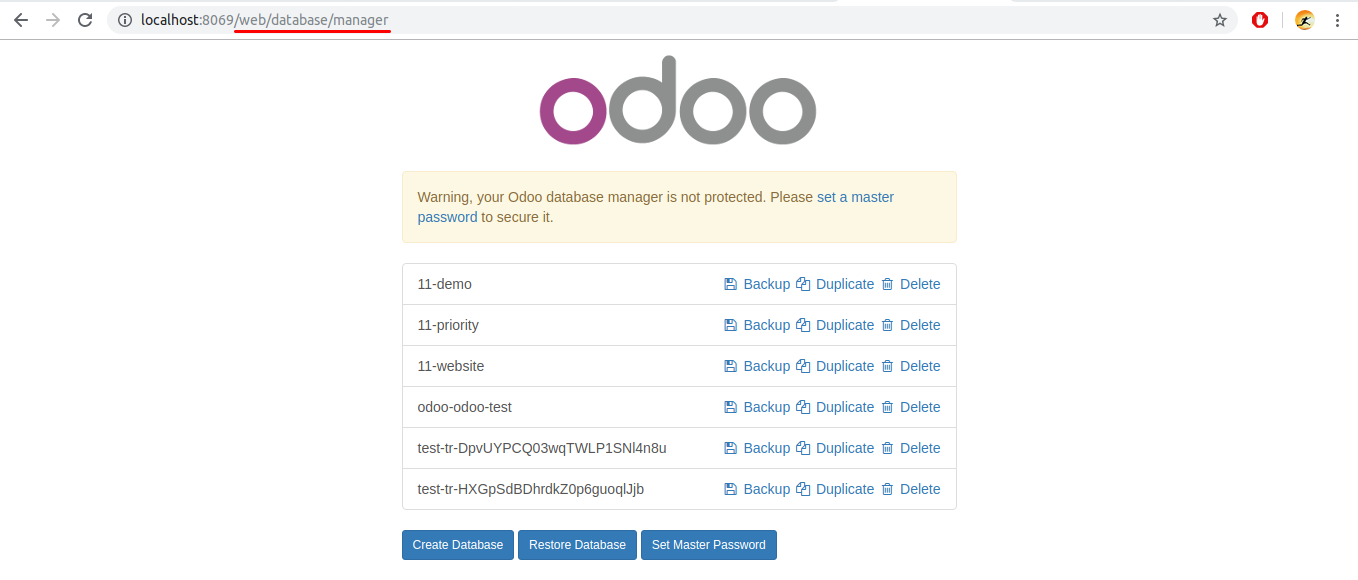 localhost:8069/web/database/manager
odoo
Warning, your Odoo database manager is not protected. Please set a master
password to secure it.
11-demo Backup Duplicate Delete
11-priority Backup Duplicate Delete
11-website Backup Duplicate Delete
odoo-odoo-test Backup Duplicate Delete
test-tr-DpvUYPCQ03wqTWLP1SNl4n8u Backup Duplicate Delete
test-tr-HXGpSdBDhrdkZ0p6guoqlJjb Backup Duplicate Delete
Create Database Restore Database Set Master Password